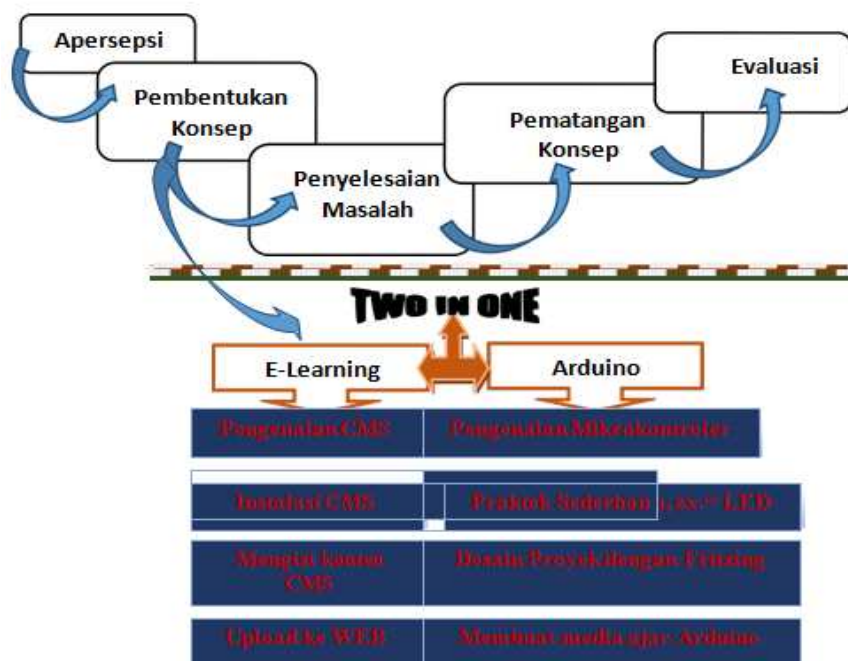 Apersepsi
Pembentukan
Konsep
Penyelesaian
Masalah
Pematangan
Konsep
Evaluasi
TWO IN ONE
E-Learning
Arduino
Pengenalan CMS
Pengenalan Mikrokontroler
Instalasi CMS
Praktek Sederhana, ex.= LED
Mengisi konten
CMS
Desain Proyek dengan Fritzing
Upload ke WEB
Membuat media ajar Arduino